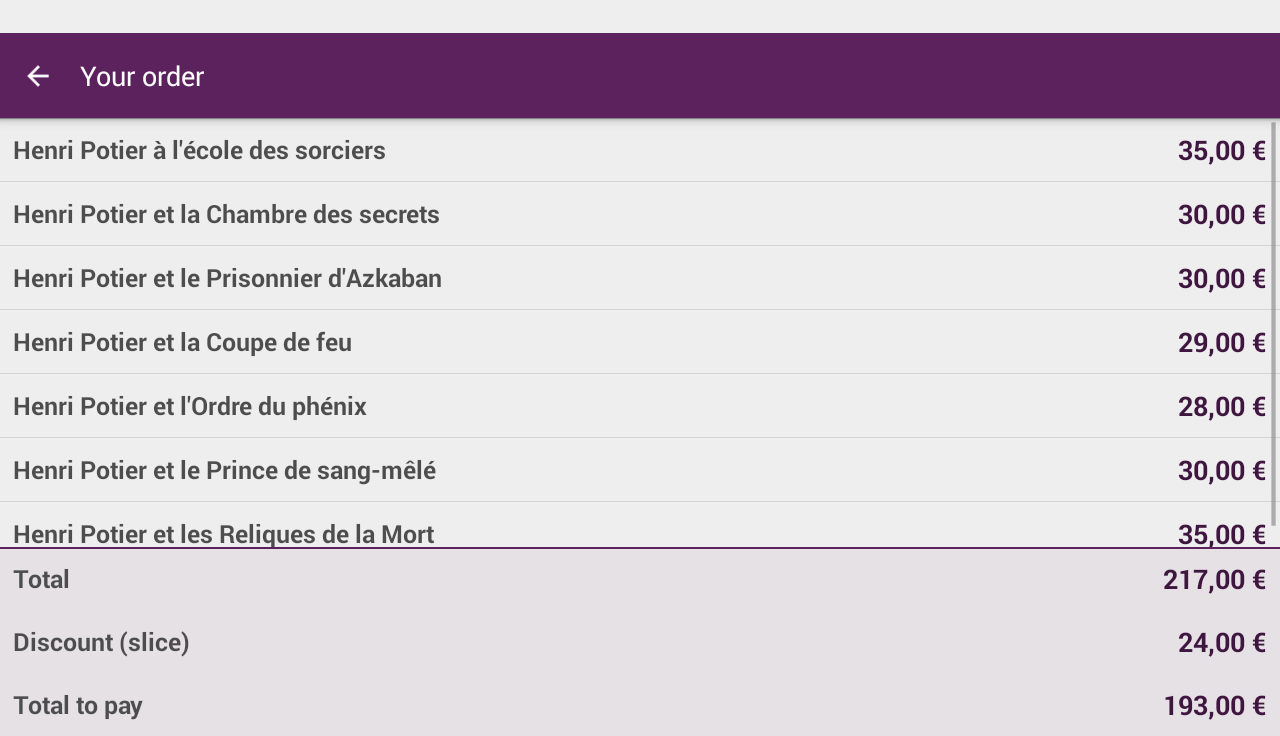 Your order
Henri Potier à l'école des sorciers 35,00 €
Henri Potier et la Chambre des secrets 30,00 €
Henri Potier et le Prisonnier d'Azkaban 30,00 €
Henri Potier et la Coupe de feu 29,00 €
Henri Potier et l'Ordre du phénix 28,00 €
Henri Potier et le Prince de sang-mêlé 30,00 €
Henri Potier et les Reliques de la Mort 35,00 €
Total 217,00 €
Discount (slice) 24,00 €
Total to pay 193,00 €